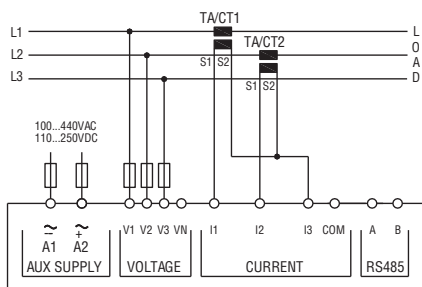 TA/CT1
L1 L
L2 TA/CT2 O
S1 S2 A
L3 S1 S2 D
100...440VAC
110...250VDC
V1 V2 V3 VN I1 I2 I3 COM A B
~ ~
-- +
A1 A2
AUX SUPPLY VOLTAGE CURRENT RS485